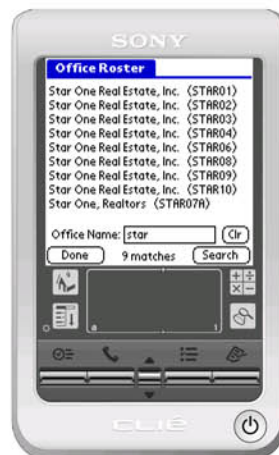 SONY
Office Roster
Star One Real Estate, Inc. (STAR01)
Star One Real Estate, Inc. (STAR02)
Star One Real Estate, Inc. (STAR03)
Star One Real Estate, Inc. (STAR04)
Star One Real Estate, Inc. (STAR06)
Star One Real Estate, Inc. (STAR08)
Star One Real Estate, Inc. (STAR09)
Star One Real Estate, Inc. (STAR10)
Star One, Realtors (STAR07A)
Office Name: star Clr
Done 9 matches Search
a 1
CLIÉ